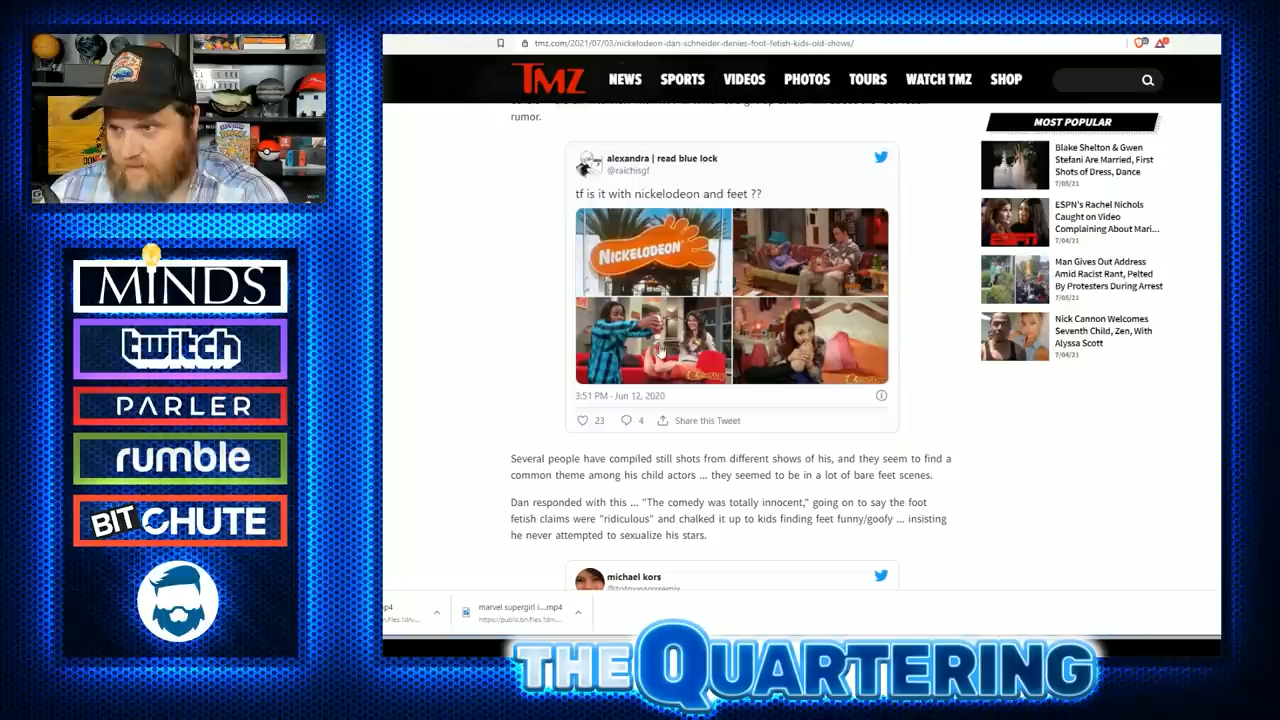 MINDS
twitch
PARLER
rumble
BITCHUTE
tmz.com/2021/07/03/nickelodeon-dan-schneider-denies-foot-fetish-kids-old-shows/
TMZ NEWS SPORTS VIDEOS PHOTOS TOURS WATCH TMZ SHOP
rumor.
alexandra | read blue lock
@raichisgf
tf is it with nickelodeon and feet ??
NICKELODEON
3:51 PM · Jun 12, 2020
23 4 Share this Tweet
Several people have compiled still shots from different shows of his, and they seem to find a
common theme among his child actors ... they seemed to be in a lot of bare feet scenes.
Dan responded with this ... "The comedy was totally innocent," going on to say the foot
fetish claims were "ridiculous" and chalked it up to kids finding feet funny/goofy ... insisting
he never attempted to sexualize his stars.
michael kors
MOST POPULAR
Blake Shelton & Gwen
Stefani Are Married, First
Shots of Dress, Dance
7/05/21
ESPN's Rachel Nichols
Caught on Video
Complaining About Mari...
7/04/21
Man Gives Out Address
Amid Racist Rant, Pelted
By Protesters During Arrest
7/05/21
Nick Cannon Welcomes
Seventh Child, Zen, With
Alyssa Scott
7/04/21
p4
marvel supergirl i....mp4
THE QUARTERING